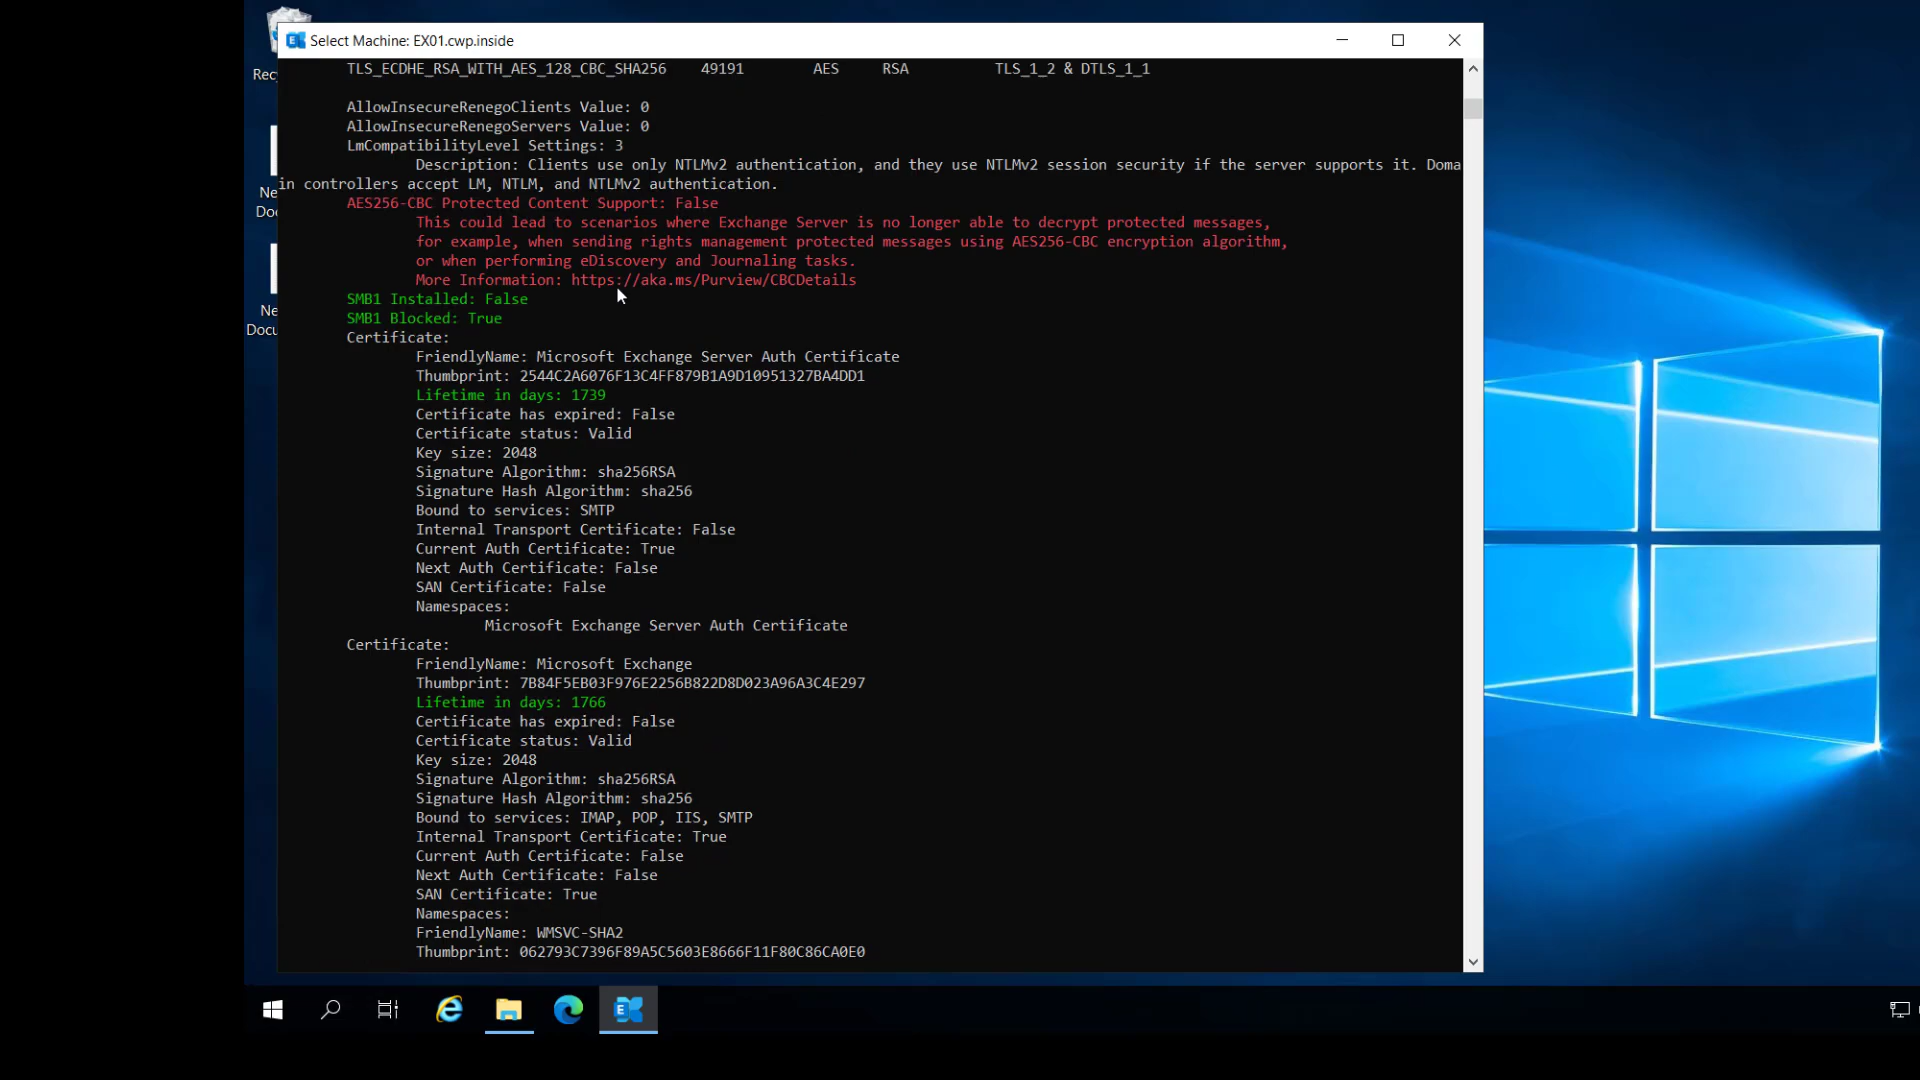 Select Machine: EX01.cwp.inside
TLS_ECDHE_RSA_WITH_AES_128_CBC_SHA256 49191 AES RSA TLS_1_2 & DTLS_1_1
AllowInsecureRenegoClients Value: 0
AllowInsecureRenegoServers Value: 0
LmCompatibilityLevel Settings: 3
Description: Clients use only NTLMv2 authentication, and they use NTLMv2 session security if the server supports it. Doma
in controllers accept LM, NTLM, and NTLMv2 authentication.
AES256-CBC Protected Content Support: False
This could lead to scenarios where Exchange Server is no longer able to decrypt protected messages,
for example, when sending rights management protected messages using AES256-CBC encryption algorithm,
or when performing eDiscovery and Journaling tasks.
More Information: https://aka.ms/Purview/CBCDetails
SMB1 Installed: False
SMB1 Blocked: True
Certificate:
FriendlyName: Microsoft Exchange Server Auth Certificate
Thumbprint: 2544C2A6076F13C4FF879B1A9D10951327BA4DD1
Lifetime in days: 1739
Certificate has expired: False
Certificate status: Valid
Key size: 2048
Signature Algorithm: sha256RSA
Signature Hash Algorithm: sha256
Bound to services: SMTP
Internal Transport Certificate: False
Current Auth Certificate: True
Next Auth Certificate: False
SAN Certificate: False
Namespaces:
Microsoft Exchange Server Auth Certificate
Certificate:
FriendlyName: Microsoft Exchange
Thumbprint: 7B84F5EB03F976E2256B822D8D023A96A3C4E297
Lifetime in days: 1766
Certificate has expired: False
Certificate status: Valid
Key size: 2048
Signature Algorithm: sha256RSA
Signature Hash Algorithm: sha256
Bound to services: IMAP, POP, IIS, SMTP
Internal Transport Certificate: True
Current Auth Certificate: False
Next Auth Certificate: False
SAN Certificate: True
Namespaces:
FriendlyName: WMSVC-SHA2
Thumbprint: 062793C7396F89A5C5603E8666F11F80C86CA0E0
Rec
Ne
Doc
Ne
Docu